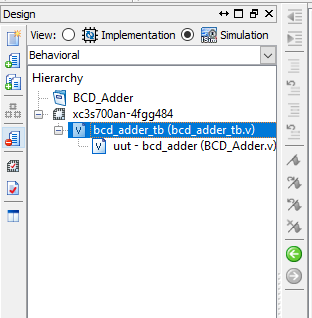 Design
View: Implementation Simulation
Behavioral
Hierarchy
BCD_Adder
xc3s700an-4fgg484
bcd_adder_tb (bcd_adder_tb.v)
uut - bcd_adder (BCD_Adder.v)